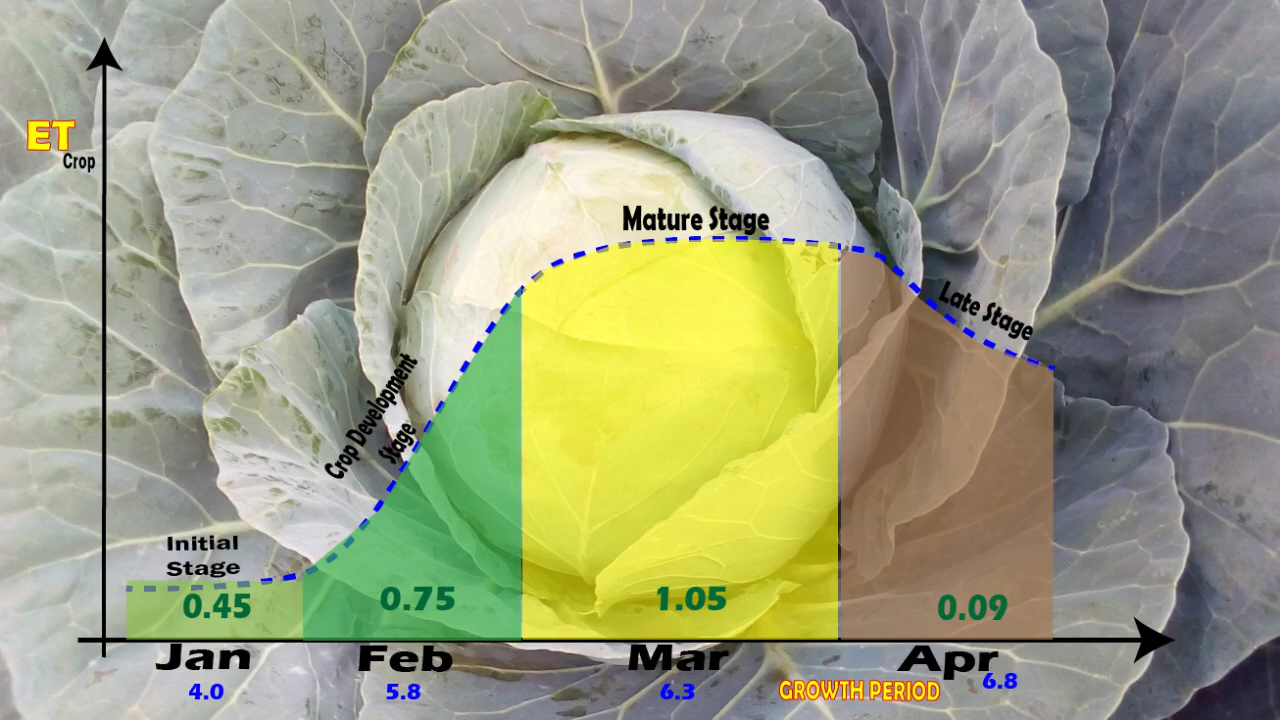 ET
Crop
Mature Stage
Late Stage
Crop Development
Stage
Initial
Stage
0.45
0.75
1.05
0.09
Jan
Feb
Mar
Apr
4.0
5.8
6.3
GROWTH PERIOD
6.8